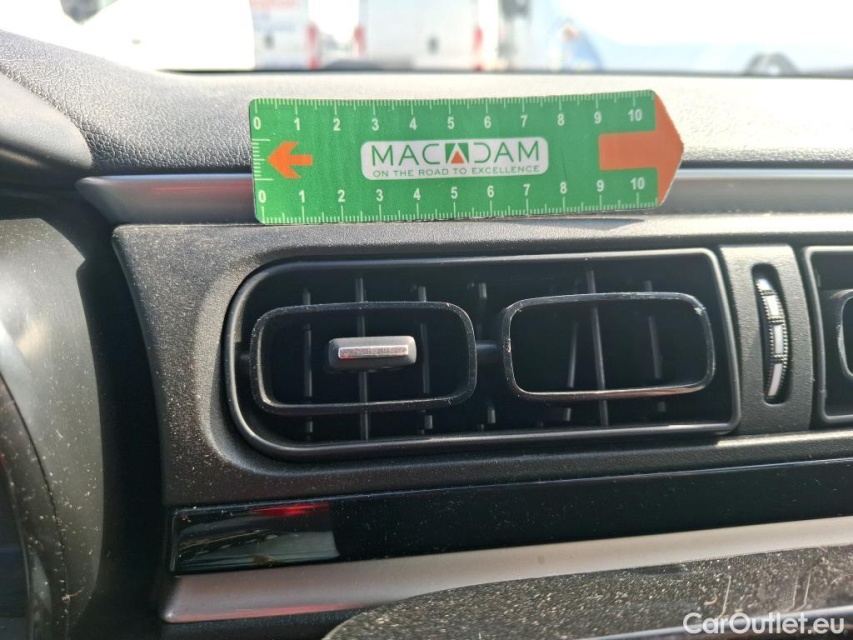 0 1 2 3 4 5 6 7 8 9 10
MACADAM
ON THE ROAD TO EXCELLENCE
0 1 2 3 4 5 6 7 8 9 10
CarOutlet.eu